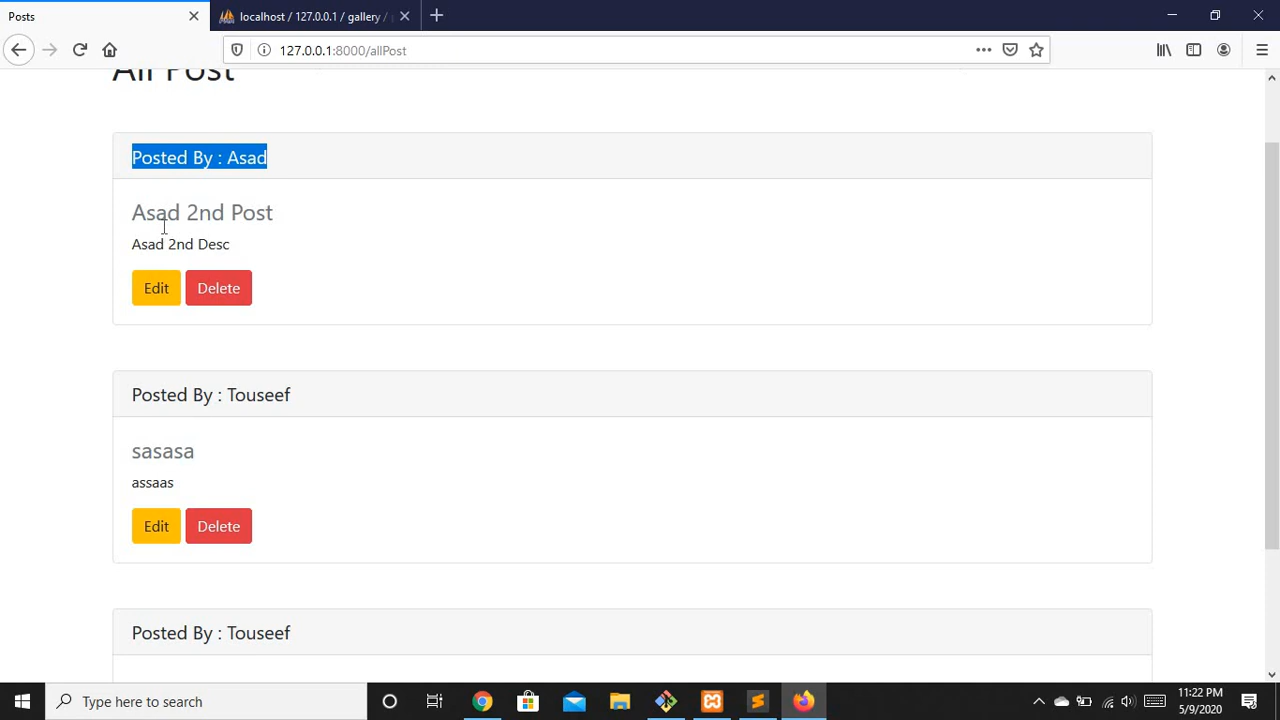 Posts
localhost / 127.0.0.1 / gallery /
127.0.0.1:8000/allPost
All Post
Posted By : Asad
Asad 2nd Post
Asad 2nd Desc
Edit Delete
Posted By : Touseef
sasasa
assaas
Edit Delete
Posted By : Touseef
Type here to search
11:22 PM
5/9/2020